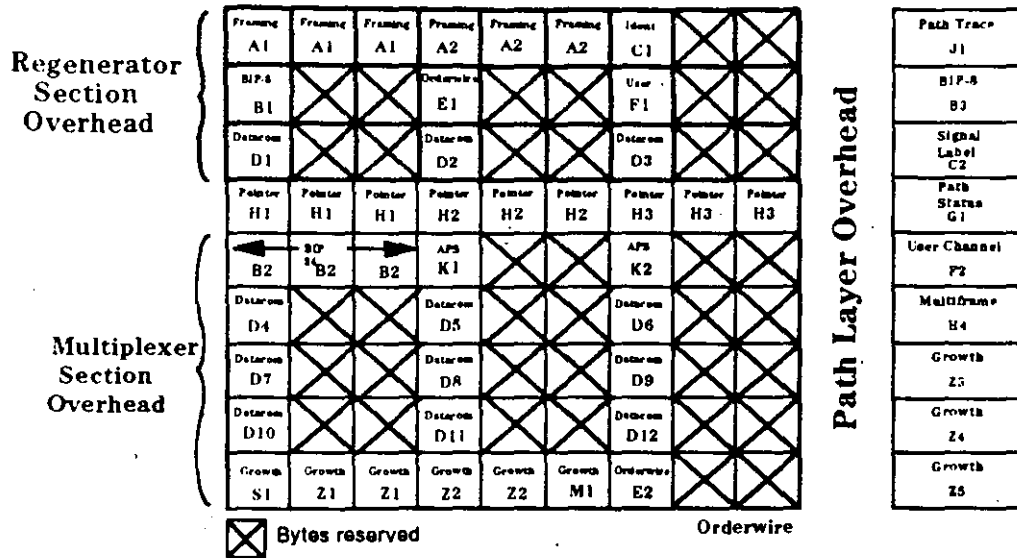 Framing Framing Framing Framing Framing Framing Ident
A1 A1 A1 A2 A2 A2 C1
Regenerator
Section
Overhead
BIP-8 Orderwire User
B1 E1 F1
Datacom Datacom Datacom
D1 D2 D3
Pointer Pointer Pointer Pointer Pointer Pointer Pointer Pointer Pointer
H1 H1 H1 H2 H2 H2 H3 H3 H3
Multiplexer
Section
Overhead
24
APS APS
B2 B2 B2 K1 K2
Datacom Datacom Datacom
D4 D5 D6
Datacom Datacom Datacom
D7 D8 D9
Datacom Datacom Datacom
D10 D11 D12
Growth Growth Growth Growth Growth Growth Orderwire
S1 Z1 Z1 Z2 Z2 M1 E2
Bytes reserved
Orderwire
Path Layer Overhead
Path Trace
J1
BIP-8
B3
Signal
Label
C2
Path
Status
G1
User Channel
F2
Multiframe
H4
Growth
Z3
Growth
Z4
Growth
Z5